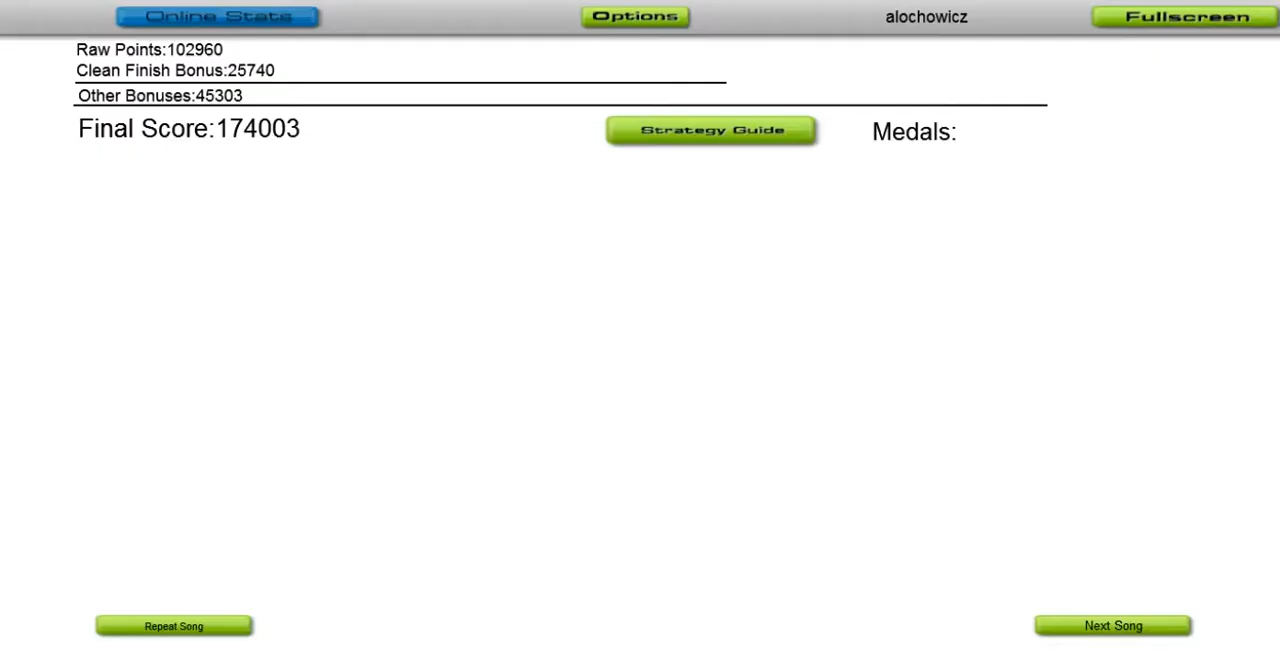 Online Stats Options alochowicz Fullscreen
Raw Points:102960
Clean Finish Bonus:25740
Other Bonuses:45303
Final Score:174003 Strategy Guide Medals:
Repeat Song Next Song